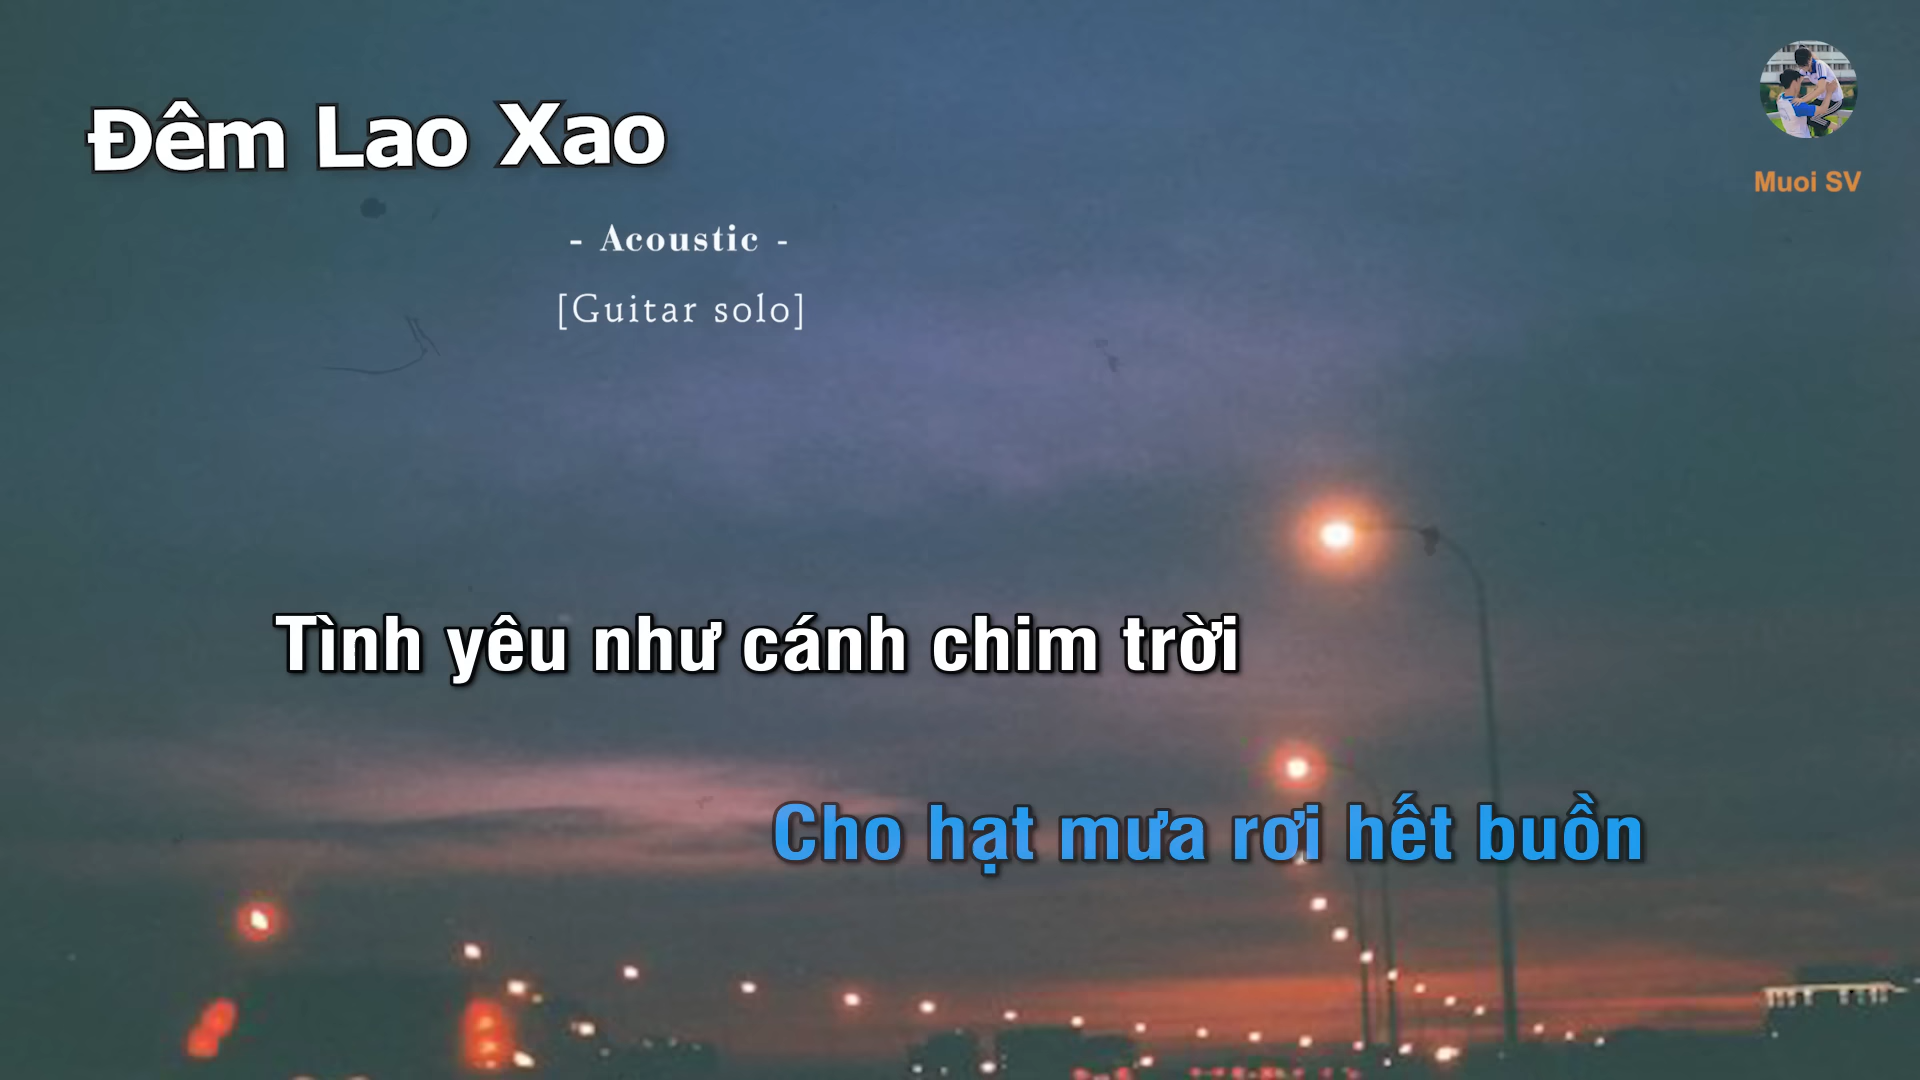 Đêm Lao Xao
Muoi SV
- Acoustic -
[Guitar solo]
Tình yêu như cánh chim trời
Cho hạt mưa rơi hết buồn